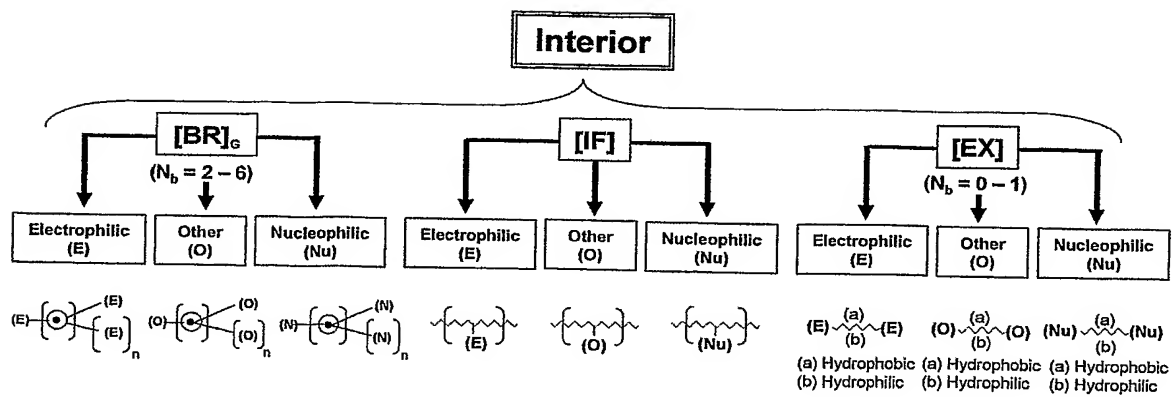 Interior
[BR]G
(Nb = 2 – 6)
Electrophilic
(E)
Other
(O)
Nucleophilic
(Nu)
(E)
(E)
(E)
n
(O)
(O)
(O)
n
(N)
(N)
(N)
n
[IF]
Electrophilic
(E)
Other
(O)
Nucleophilic
(Nu)
(E)
(O)
(Nu)
[EX]
(Nb = 0 – 1)
Electrophilic
(E)
Other
(O)
Nucleophilic
(Nu)
(a)
(E) (E)
(b)
(a) Hydrophobic
(b) Hydrophilic
(a)
(O) (O)
(b)
(a) Hydrophobic
(b) Hydrophilic
(a)
(Nu) (Nu)
(b)
(a) Hydrophobic
(b) Hydrophilic